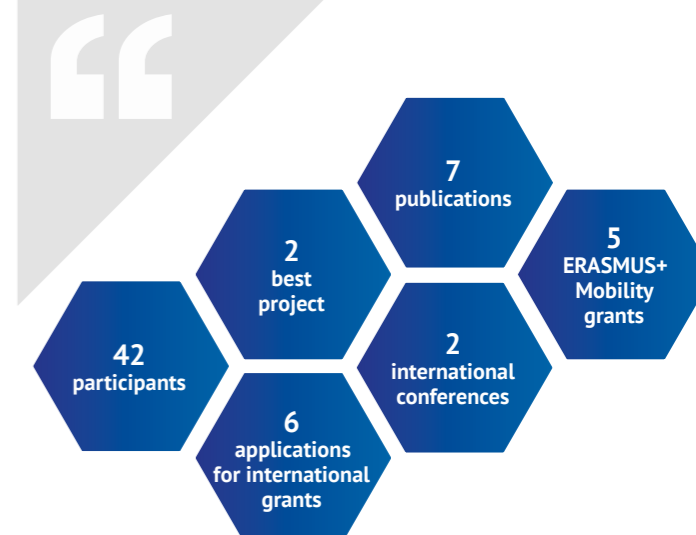 “
7
publications
2
best
project
5
ERASMUS+
Mobility
grants
42
participants
2
international
conferences
6
applications
for international
grants